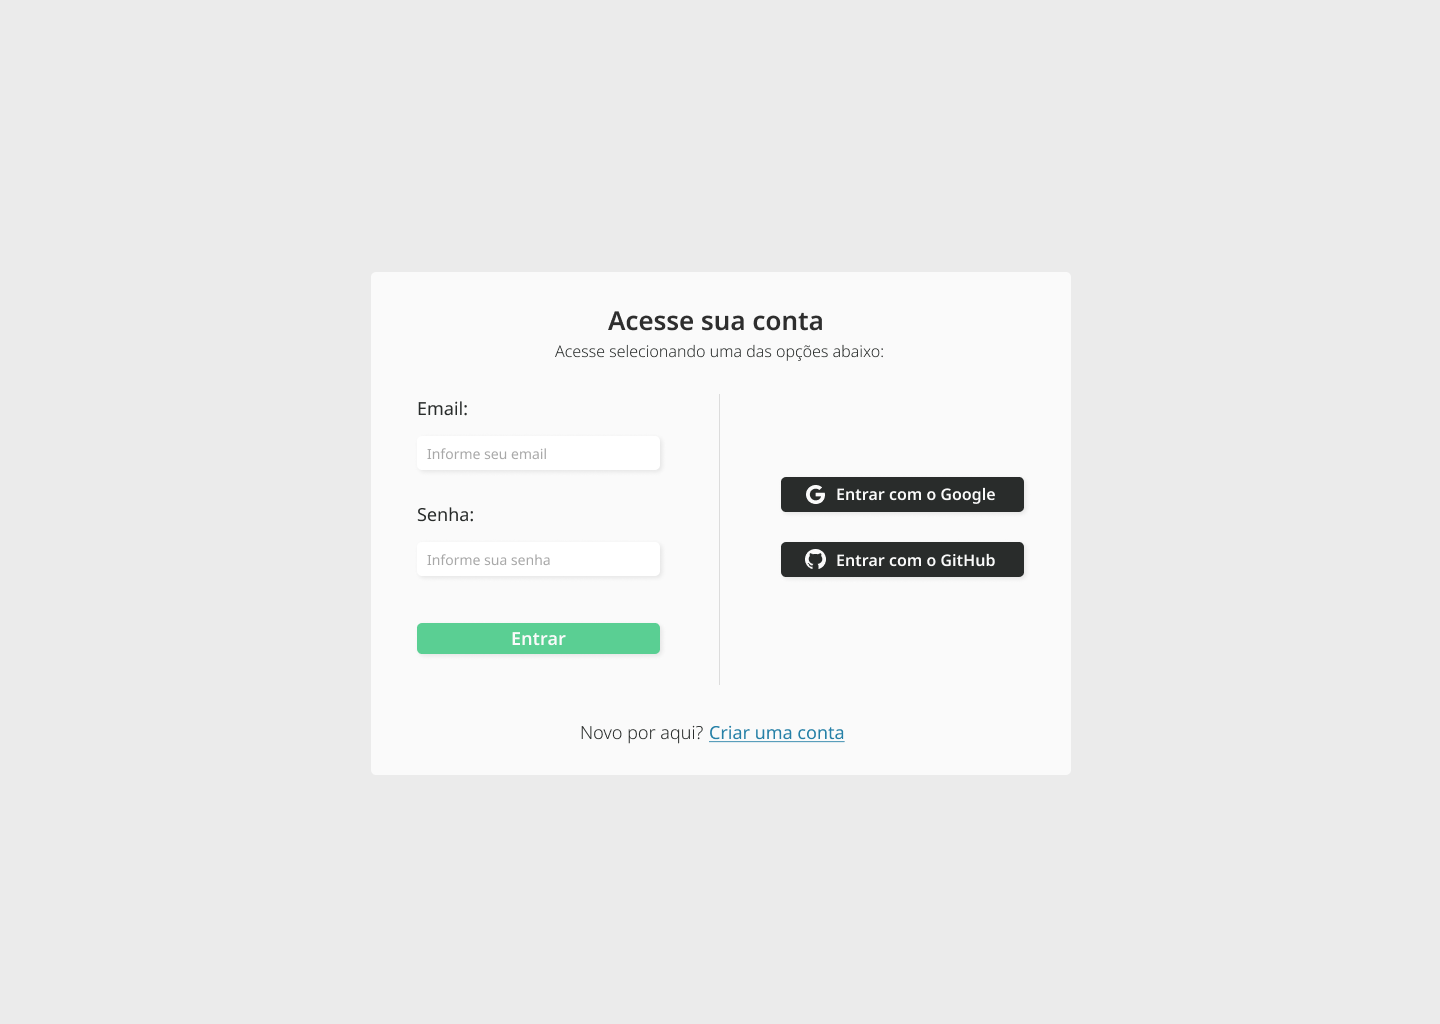 Acesse sua conta
Acesse selecionando uma das opções abaixo:
Email:
Informe seu email
Senha:
Informe sua senha
Entrar
Entrar com o Google
Entrar com o GitHub
Novo por aqui? Criar uma conta